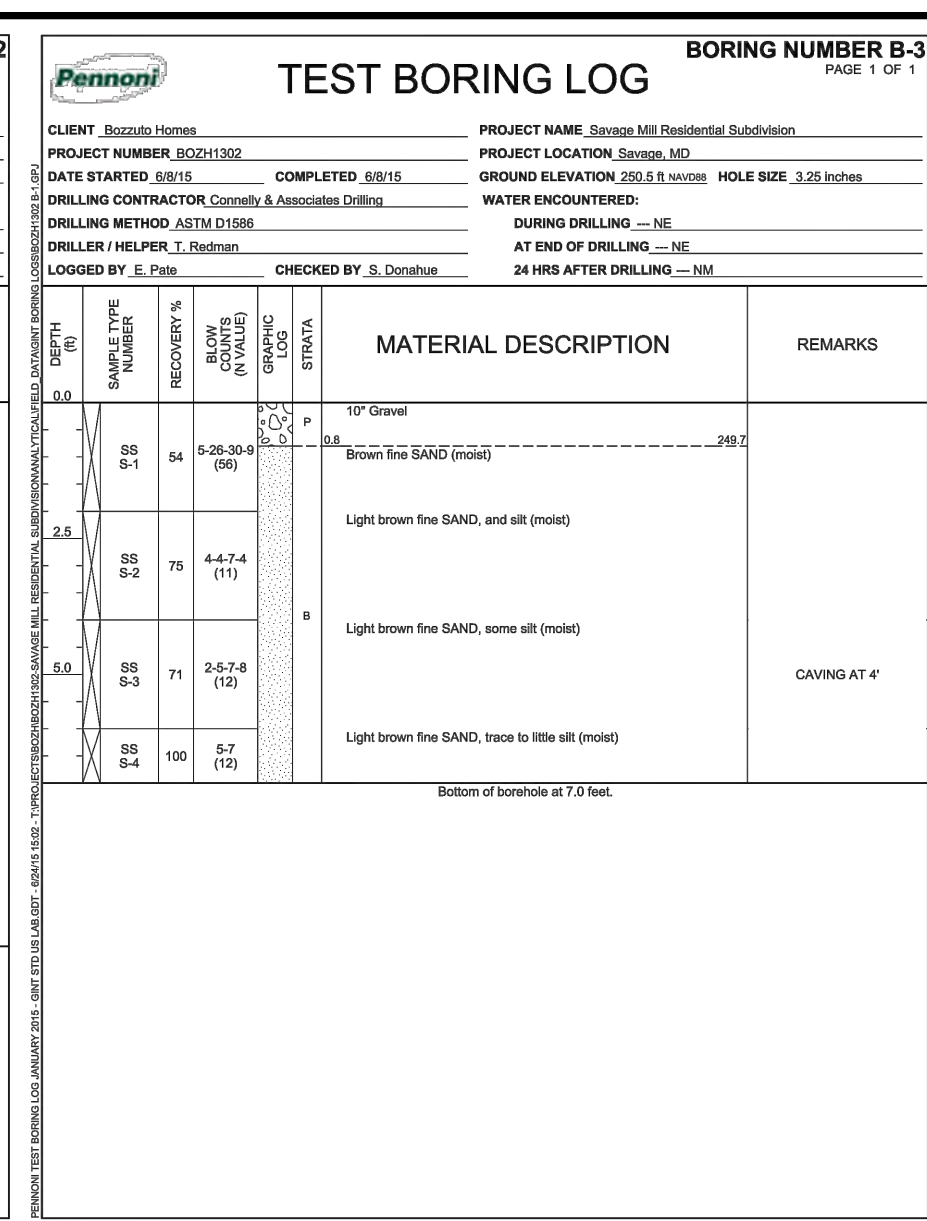 2
Pennoni
TEST BORING LOG
BORING NUMBER B-3
PAGE 1 OF 1
CLIENT Bozzuto Homes
PROJECT NAME Savage Mill Residential Subdivision
PROJECT NUMBER BOZH1302
PROJECT LOCATION Savage, MD
DATE STARTED 6/8/15 COMPLETED 6/8/15
GROUND ELEVATION 250.5 ft NAVD88 HOLE SIZE 3.25 inches
DRILLING CONTRACTOR Connelly & Associates Drilling
WATER ENCOUNTERED:
DRILLING METHOD ASTM D1586
DURING DRILLING --- NE
DRILLER / HELPER T. Redman
AT END OF DRILLING --- NE
LOGGED BY E. Pate CHECKED BY S. Donahue
24 HRS AFTER DRILLING --- NM
DEPTH
(ft)
SAMPLE TYPE
NUMBER
RECOVERY %
BLOW
COUNTS
(N VALUE)
GRAPHIC
LOG
STRATA
MATERIAL DESCRIPTION
REMARKS
0.0
10" Gravel
P
0.8 249.7
SS
S-1
54
5-26-30-9
(56)
Brown fine SAND (moist)
Light brown fine SAND, and silt (moist)
2.5
SS
S-2
75
4-4-7-4
(11)
B
Light brown fine SAND, some silt (moist)
5.0
SS
S-3
71
2-5-7-8
(12)
CAVING AT 4'
Light brown fine SAND, trace to little silt (moist)
SS
S-4
100
5-7
(12)
Bottom of borehole at 7.0 feet.
PENNONI TEST BORING LOG JANUARY 2015 - GINT STD US LAB.GDT - 6/24/15 15:02 - T:\PROJECTS\BOZH\BOZH1302-SAVAGE MILL RESIDENTIAL SUBDIVISION\ANALYTICAL\FIELD_DATA\GINT BORING LOGS\BOZH1302 B-1.GPJ